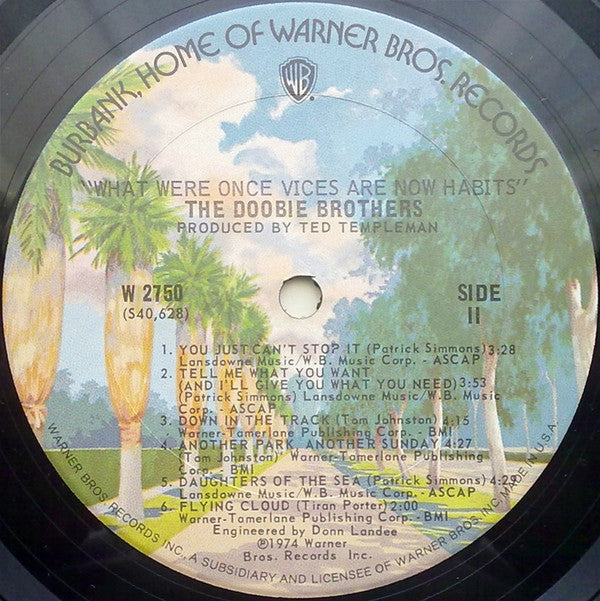 BURBANK, HOME OF WARNER BROS. RECORDS
WB
"WHAT WERE ONCE VICES ARE NOW HABITS"
THE DOOBIE BROTHERS
PRODUCED BY TED TEMPLEMAN
W 2750
(S40,628)
SIDE
II
1. YOU JUST CAN'T STOP IT (Patrick Simmons)3:28
Lansdowne Music/W.B. Music Corp. - ASCAP
2. TELL ME WHAT YOU WANT
(AND I'LL GIVE YOU WHAT YOU NEED)3:53
(Patrick Simmons) Lansdowne Music/W.B. Music
Corp. - ASCAP
3. DOWN IN THE TRACK (Tom Johnston) 4:15
Warner-Tamerlane Publishing Corp. - BMI
4. ANOTHER PARK, ANOTHER SUNDAY 4:27
(Tom Johnston) Warner-Tamerlane Publishing
Corp. - BMI
5. DAUGHTERS OF THE SEA (Patrick Simmons) 4:29
Lansdowne Music/W.B. Music Corp. - ASCAP
6. FLYING CLOUD (Tiran Porter) 2:00
Warner-Tamerlane Publishing Corp. - BMI
Engineered by Donn Landee
℗1974 Warner
Bros. Records Inc.
WARNER BROS. RECORDS INC., A SUBSIDIARY AND LICENSEE OF WARNER BROS. INC. MADE IN U.S.A.